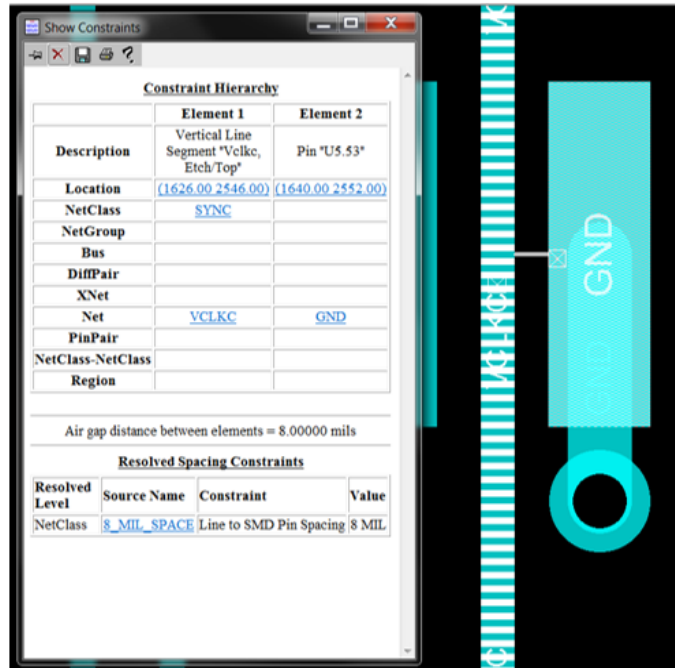 Show Constraints
Constraint Hierarchy
Element 1 Element 2
Description Vertical Line Segment "Vclkc, Etch/Top" Pin "U5.53"
Location (1626.00 2546.00) (1640.00 2552.00)
NetClass SYNC
NetGroup
Bus
DiffPair
XNet
Net VCLKC GND
PinPair
NetClass-NetClass
Region
Air gap distance between elements = 8.00000 mils
Resolved Spacing Constraints
Resolved Level Source Name Constraint Value
NetClass 8_MIL_SPACE Line to SMD Pin Spacing 8 MIL
GND
GND
VCLKC